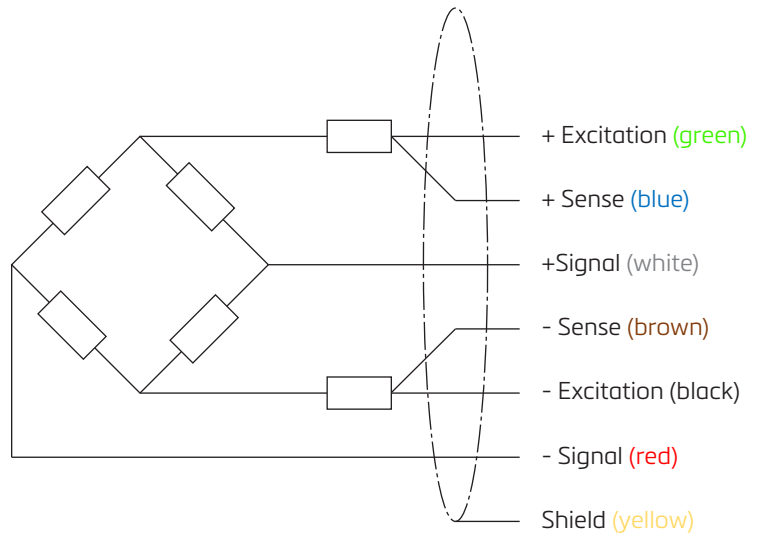 + Excitation (green)
+ Sense (blue)
+Signal (white)
- Sense (brown)
- Excitation (black)
- Signal (red)
Shield (yellow)